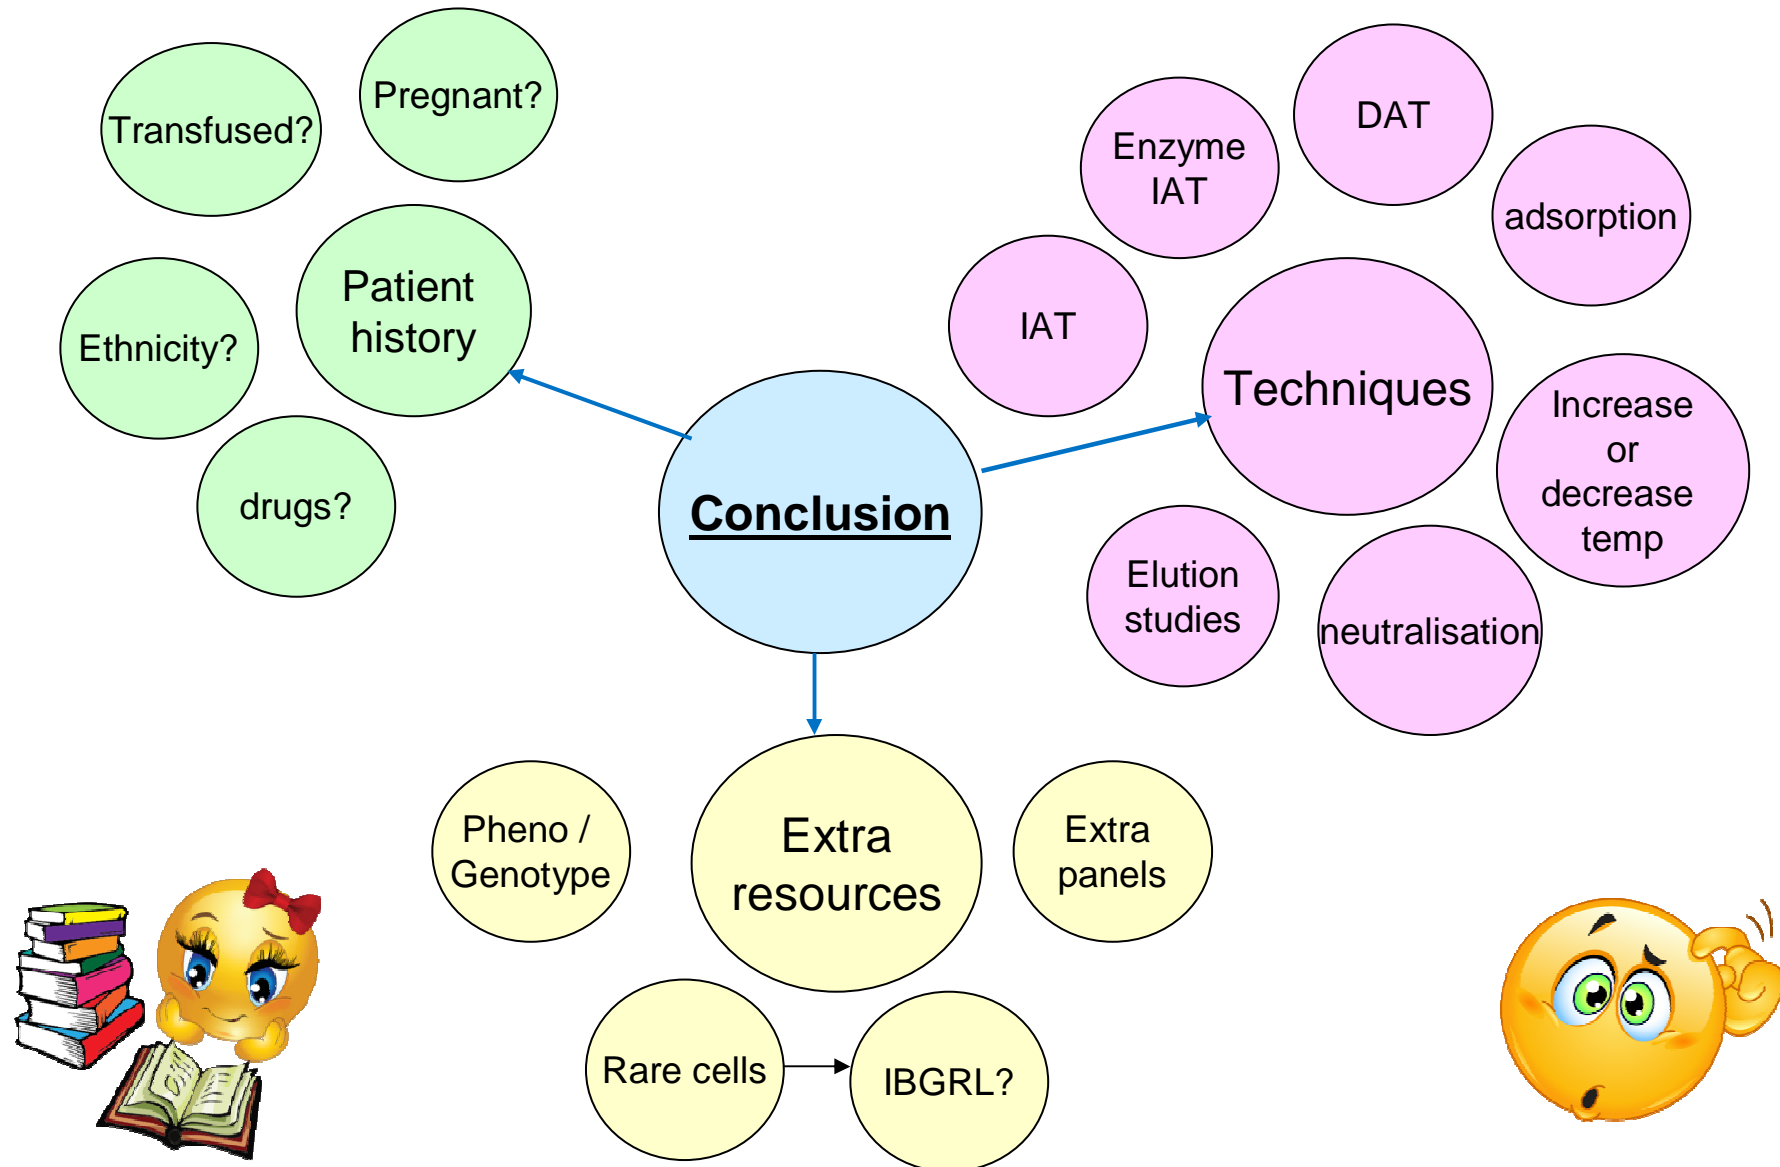 Transfused?
Pregnant?
Patient
history
Ethnicity?
drugs?
Conclusion
Techniques
IAT
Enzyme
IAT
DAT
adsorption
Increase
or
decrease
temp
neutralisation
Elution
studies
Extra
resources
Pheno /
Genotype
Extra
panels
Rare cells
IBGRL?